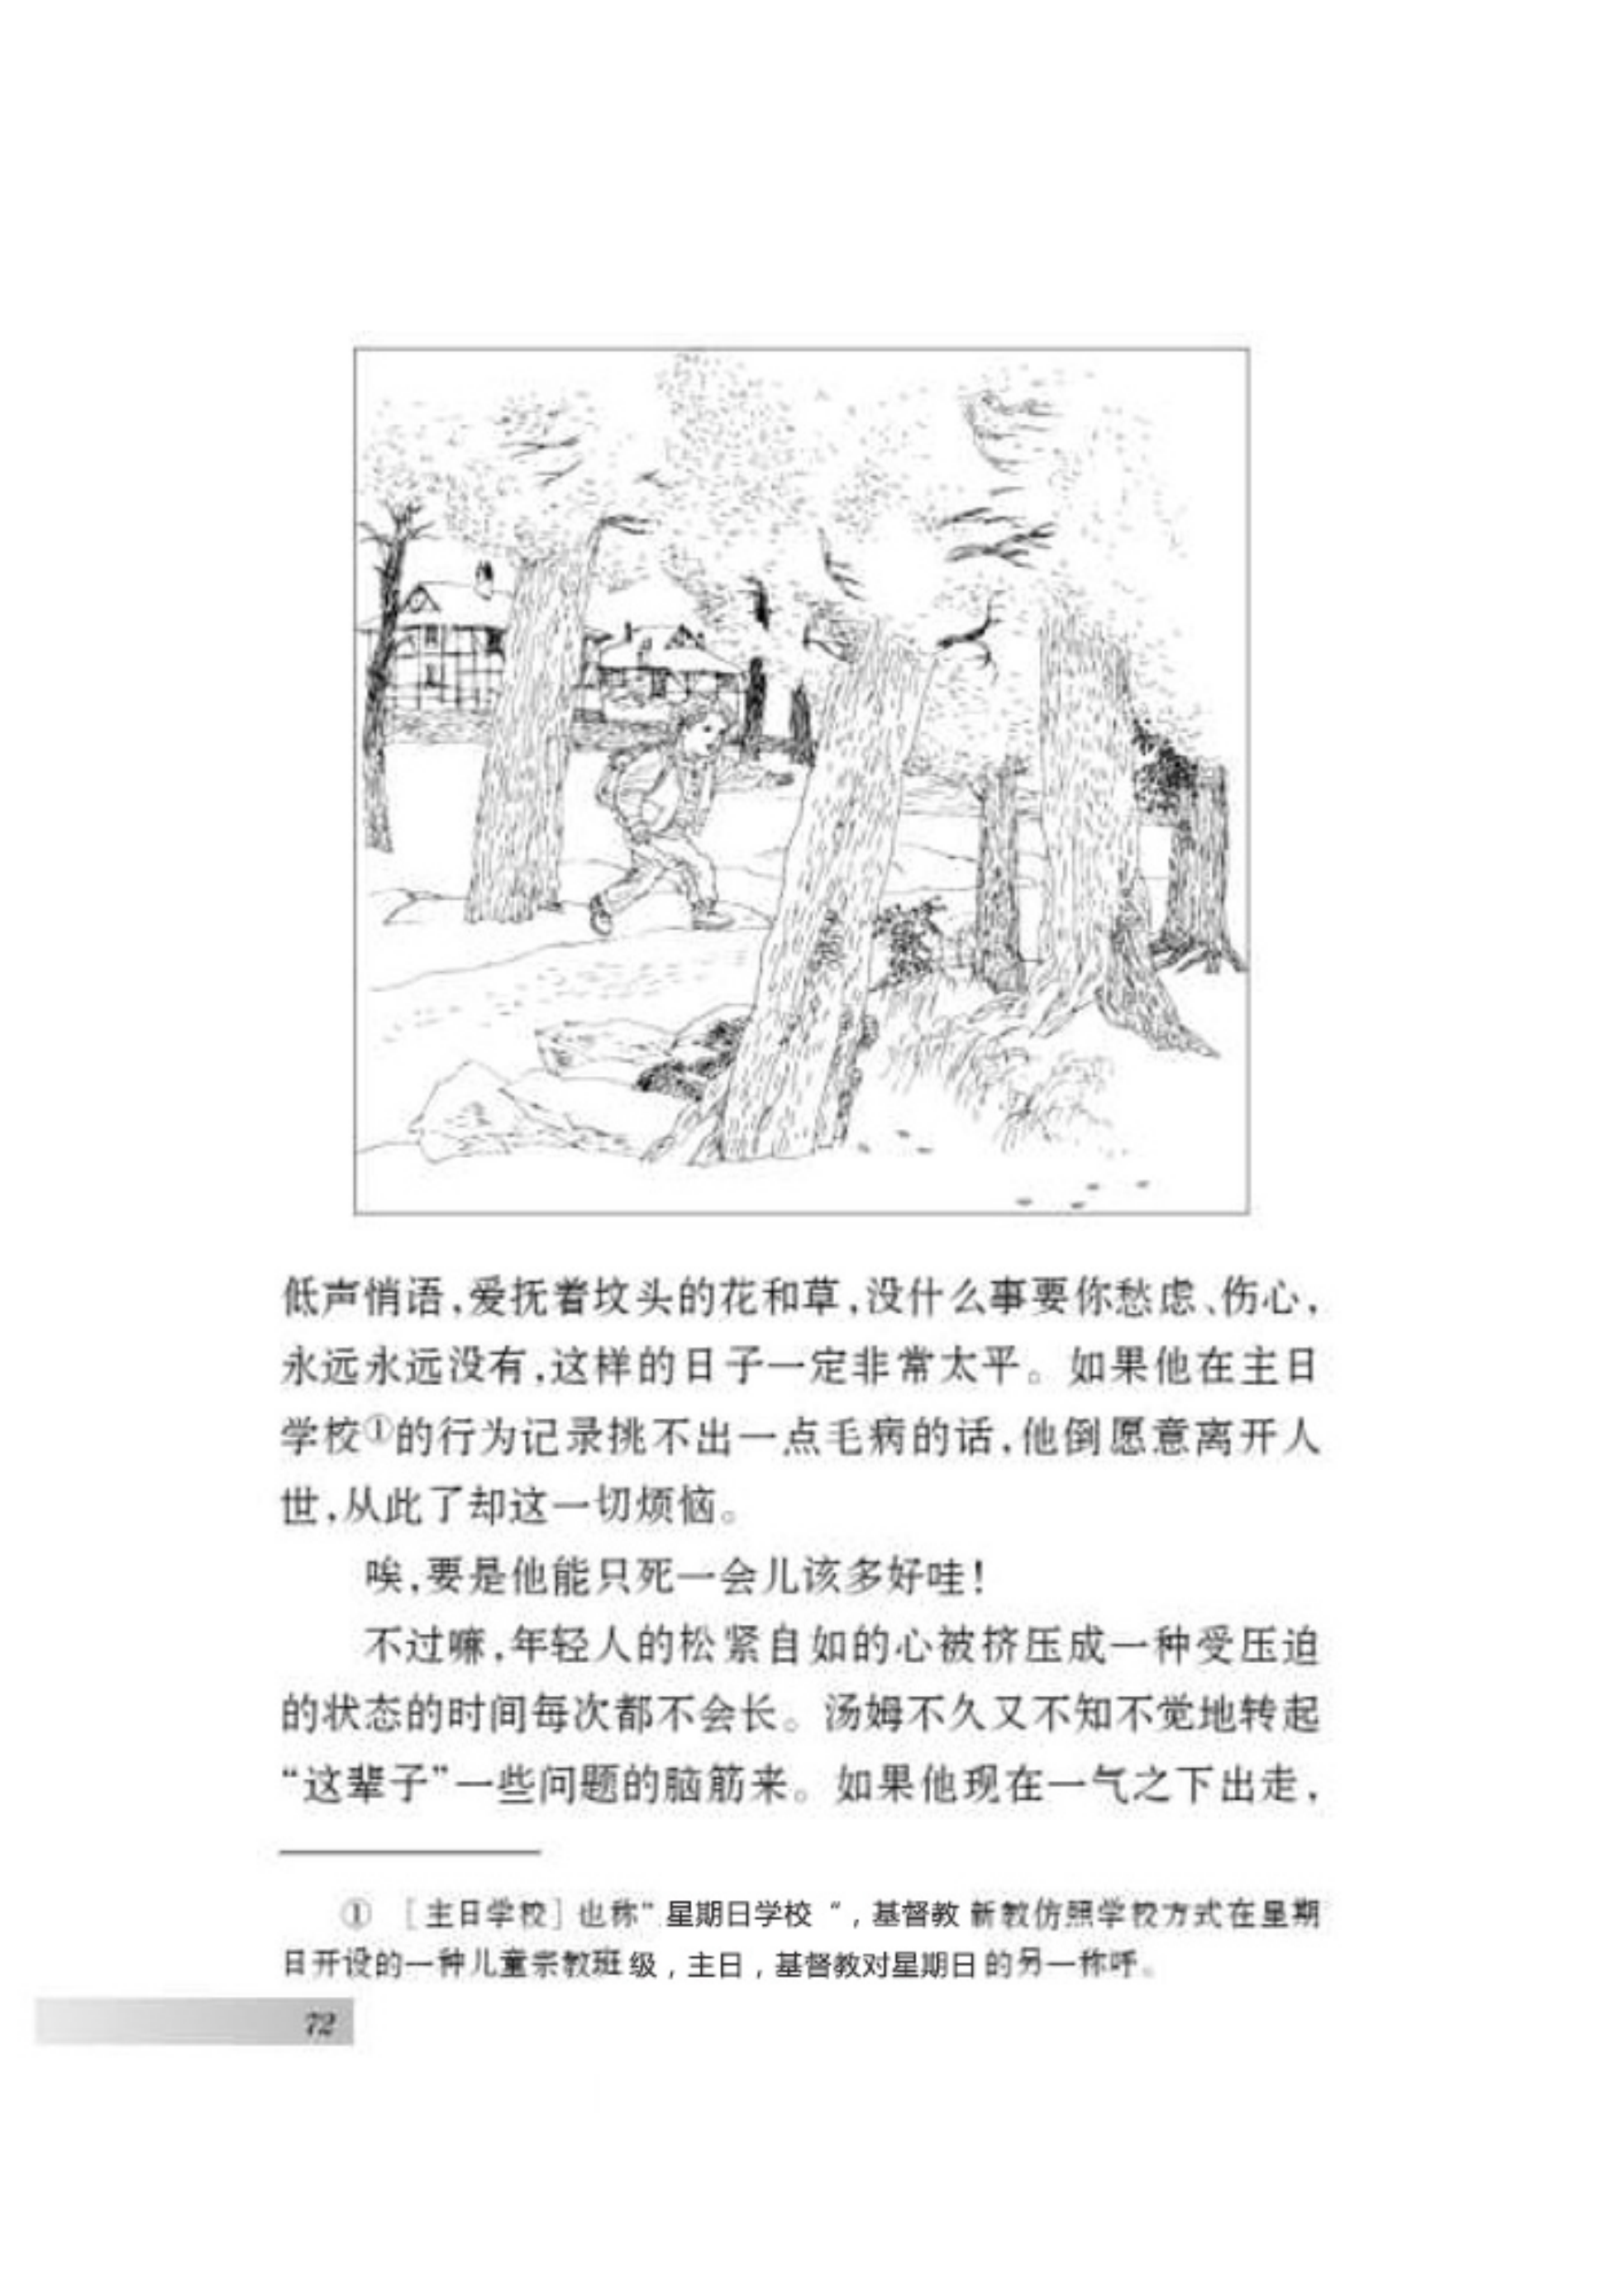 低声悄语,爱抚着坟头的花和草,没什么事要你愁虑、伤心,
永远永远没有,这样的日子一定非常太平。如果他在主日
学校①的行为记录挑不出一点毛病的话,他倒愿意离开人
世,从此了却这一切烦恼。
唉,要是他能只死一会儿该多好哇!
不过嘛,年轻人的松紧自如的心被挤压成一种受压迫
的状态的时间每次都不会长。汤姆不久又不知不觉地转起
“这辈子”一些问题的脑筋来。如果他现在一气之下出走,
① [主日学校] 也称“星期日学校“,基督教新教仿照学校方式在星期
日开设的一种儿童宗教班级,主日,基督教对星期日的另一称呼。
72